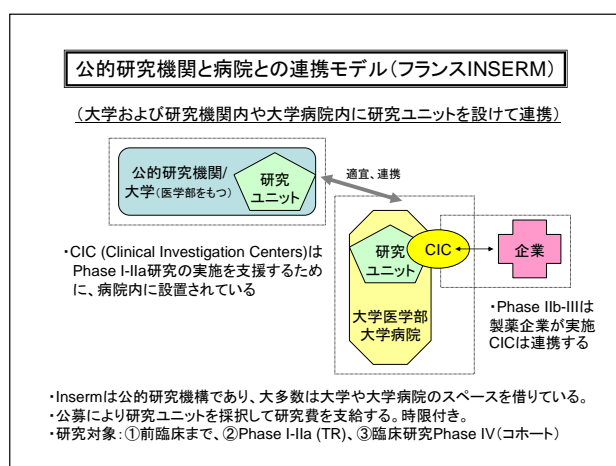 公的研究機関と病院との連携モデル(フランスINSERM)
(大学および研究機関内や大学病院内に研究ユニットを設けて連携)
公的研究機関/
大学(医学部をもつ)
研究
ユニット
適宜、連携
・CIC (Clinical Investigation Centers)は
Phase I-IIa研究の実施を支援するため
に、病院内に設置されている
研究
ユニット
CIC
企業
大学医学部
大学病院
・Phase IIb-IIIは
製薬企業が実施
CICは連携する
・Insermは公的研究機構であり、大多数は大学や大学病院のスペースを借りている。
・公募により研究ユニットを採択して研究費を支給する。時限付き。
・研究対象:①前臨床まで、②Phase I-IIa (TR)、③臨床研究Phase IV(コホート)